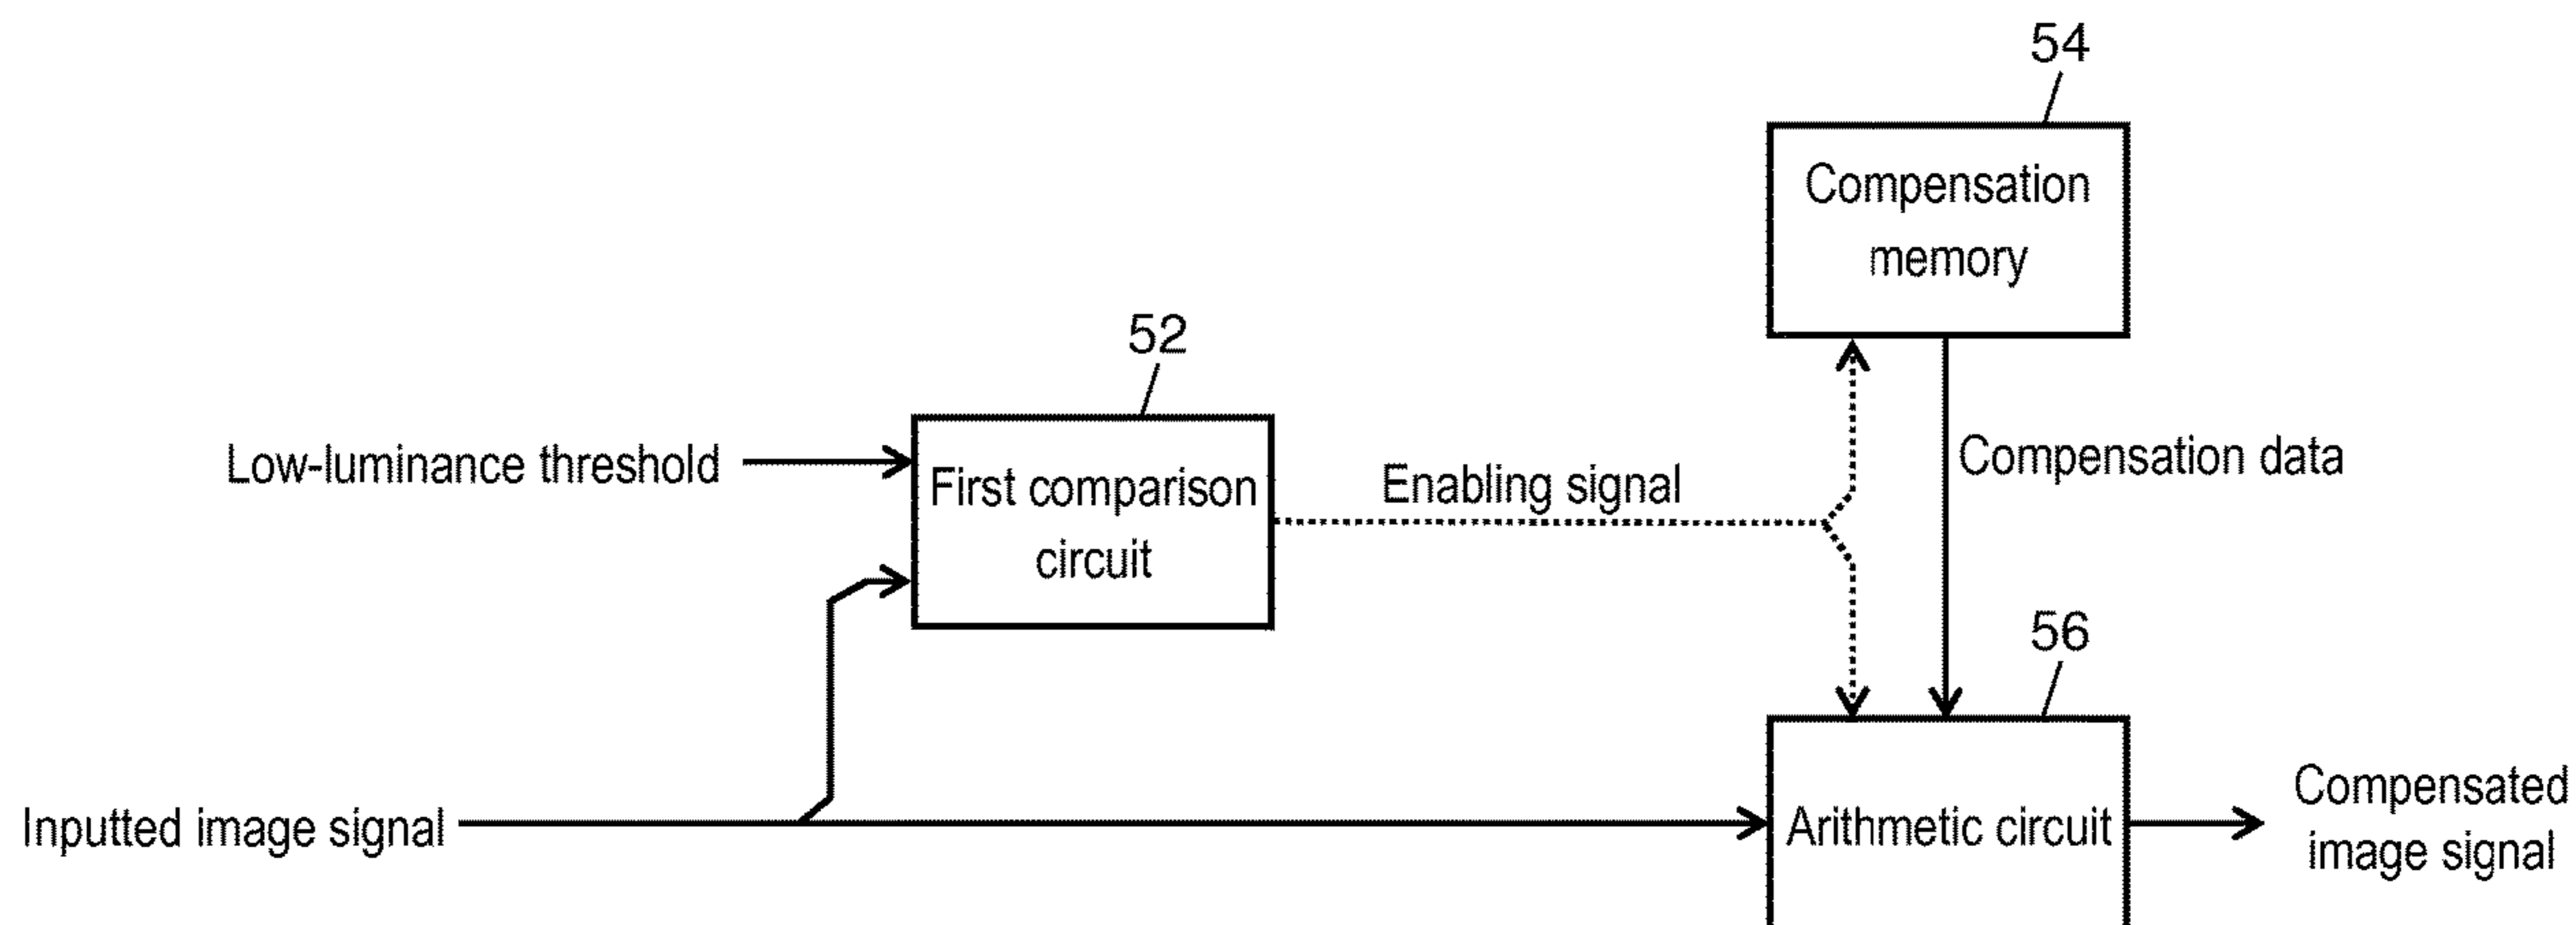 54
Compensation
memory
52
Low-luminance threshold
First comparison
circuit
Enabling signal
Compensation data
56
Inputted image signal
Arithmetic circuit
Compensated
image signal